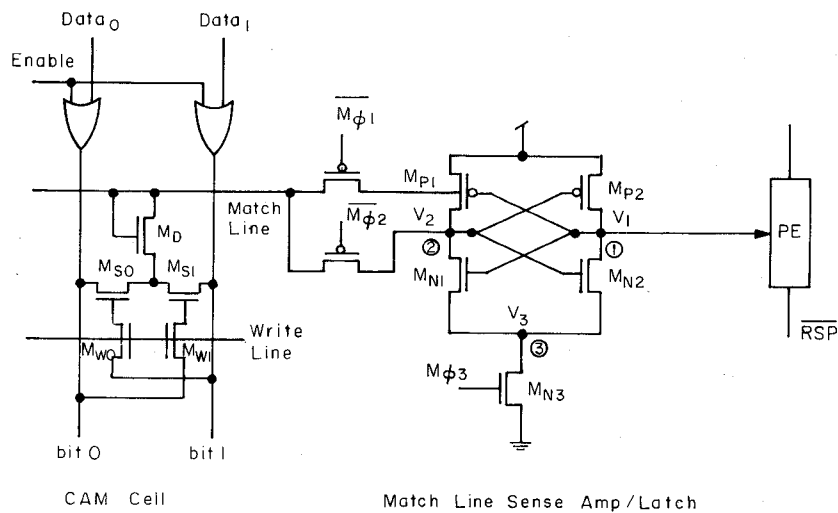 Data0 Data1
Enable
Mφ1
MP1 MP2
MD Match Line
Mφ2
V2 V1
② ①
PE
MS0 MS1
MN1 MN2
V3
③
Write Line
RSP
MW0 MW1
Mφ3 MN3
bit 0 bit 1
CAM Cell Match Line Sense Amp/Latch